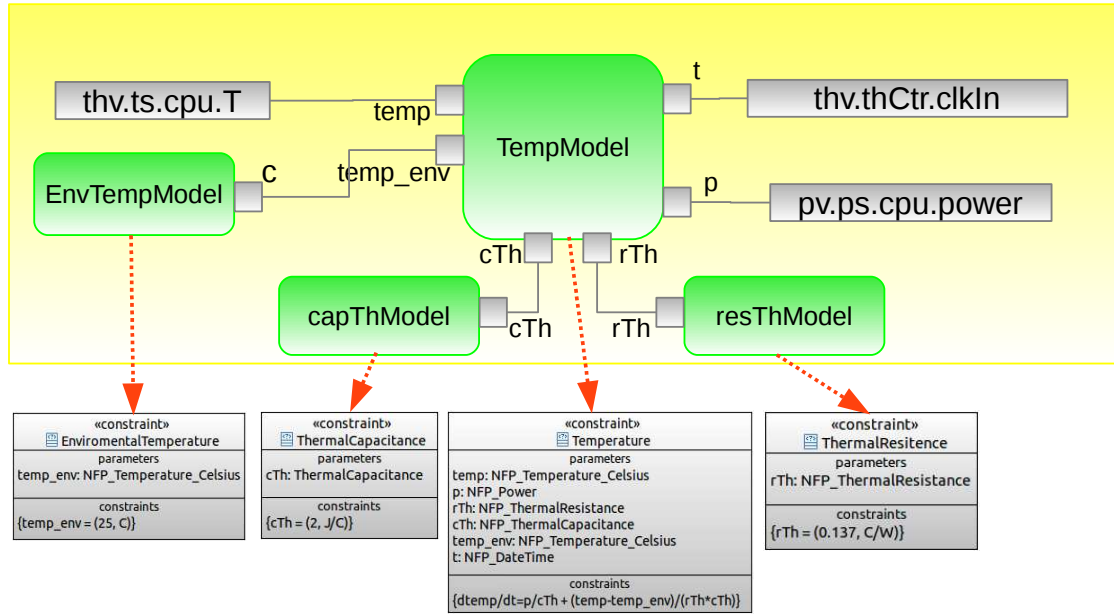 t
thv.ts.cpu.T
thv.thCtr.clkIn
temp
TempModel
c
temp_env
EnvTempModel
p
pv.ps.cpu.power
cTh
rTh
capThModel
cTh
rTh
resThModel
«constraint»
EnviromentalTemperature
parameters
temp_env: NFP_Temperature_Celsius
constraints
{temp_env = (25, C)}
«constraint»
ThermalCapacitance
parameters
cTh: ThermalCapacitance
constraints
{cTh = (2, J/C)}
«constraint»
Temperature
parameters
temp: NFP_Temperature_Celsius
p: NFP_Power
rTh: NFP_ThermalResistance
cTh: NFP_ThermalCapacitance
temp_env: NFP_Temperature_Celsius
t: NFP_DateTime
constraints
{dtemp/dt=p/cTh + (temp-temp_env)/(rTh*cTh)}
«constraint»
ThermalResitence
parameters
rTh: NFP_ThermalResistance
constraints
{rTh = (0.137, C/W)}